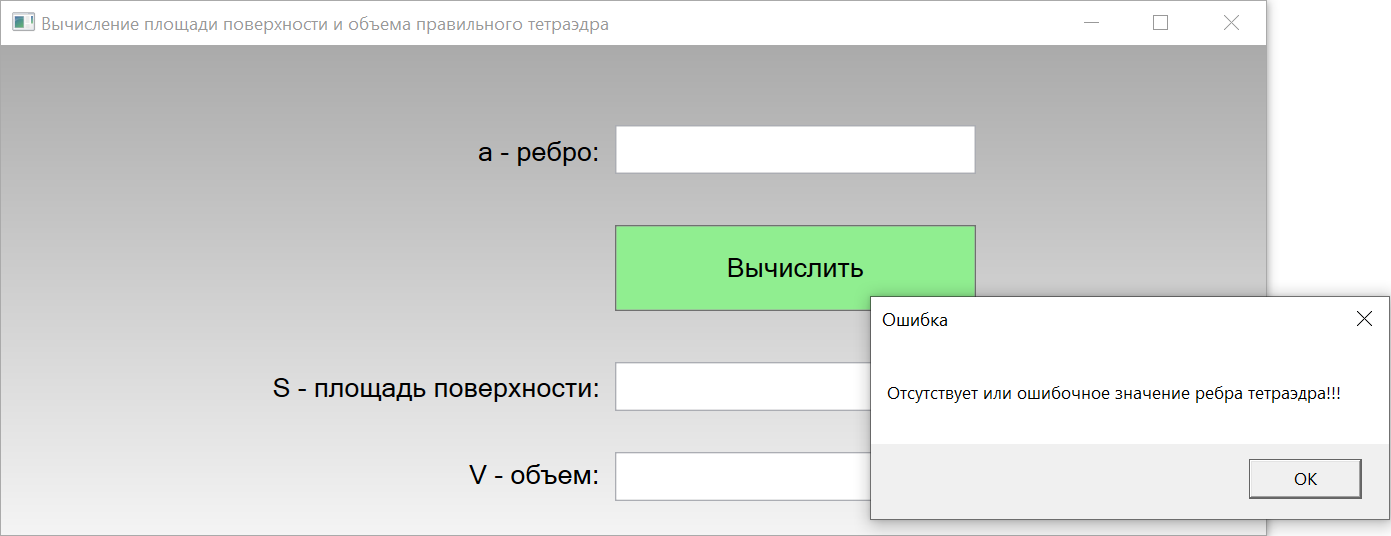 Вычисление площади поверхности и объема правильного тетраэдра
a - ребро:
Вычислить
Ошибка
S - площадь поверхности:
Отсутствует или ошибочное значение ребра тетраэдра!!!
V - объем:
OK